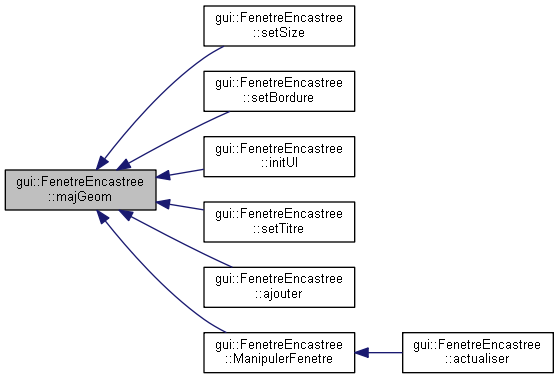 gui::FenetreEncastree
::setSize
gui::FenetreEncastree
::setBordure
gui::FenetreEncastree
::initUI
gui::FenetreEncastree
::majGeom
gui::FenetreEncastree
::setTitre
gui::FenetreEncastree
::ajouter
gui::FenetreEncastree
::ManipulerFenetre
gui::FenetreEncastree
::actualiser